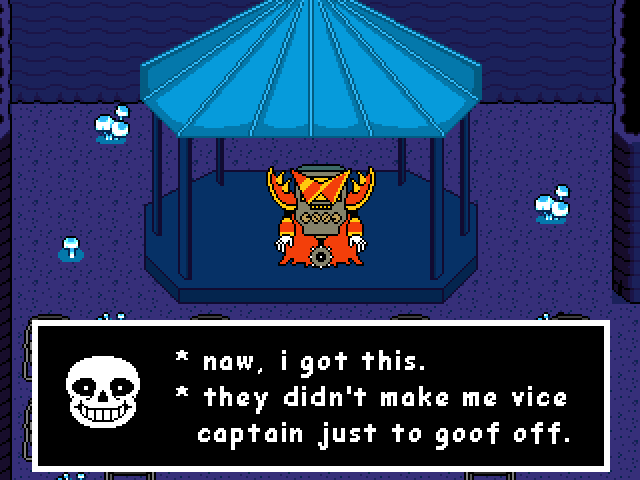 * naw, i got this.
* they didn't make me vice
captain just to goof off.